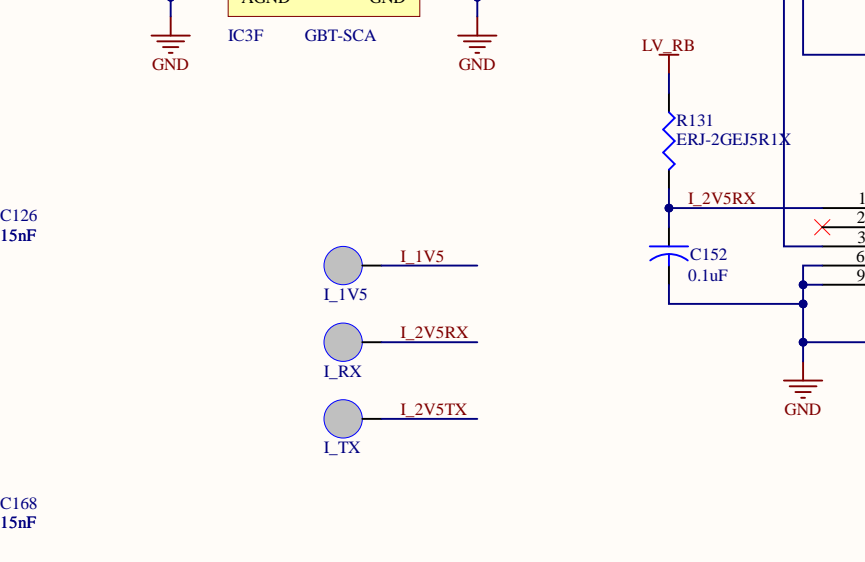 AGND
GND
IC3F
GBT-SCA
GND
GND
LV_RB
R131
ERJ-2GEJ5R1X
I_2V5RX
1
2
3
6
9
C126
15nF
C152
0.1uF
I_1V5
I_1V5
I_2V5RX
I_RX
I_2V5TX
I_TX
GND
C168
15nF